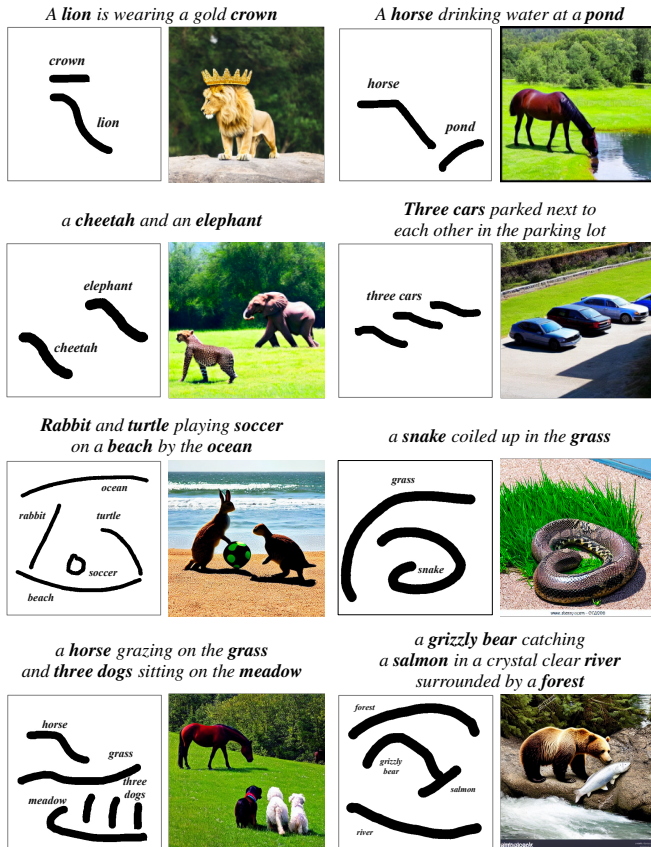 A lion is wearing a gold crown
crown
lion
A horse drinking water at a pond
horse
pond
a cheetah and an elephant
elephant
cheetah
Three cars parked next to
each other in the parking lot
three cars
Rabbit and turtle playing soccer
on a beach by the ocean
ocean
rabbit
turtle
soccer
beach
a snake coiled up in the grass
grass
snake
a horse grazing on the grass
and three dogs sitting on the meadow
horse
grass
three
dogs
meadow
a grizzly bear catching
a salmon in a crystal clear river
surrounded by a forest
forest
grizzly
bear
salmon
river